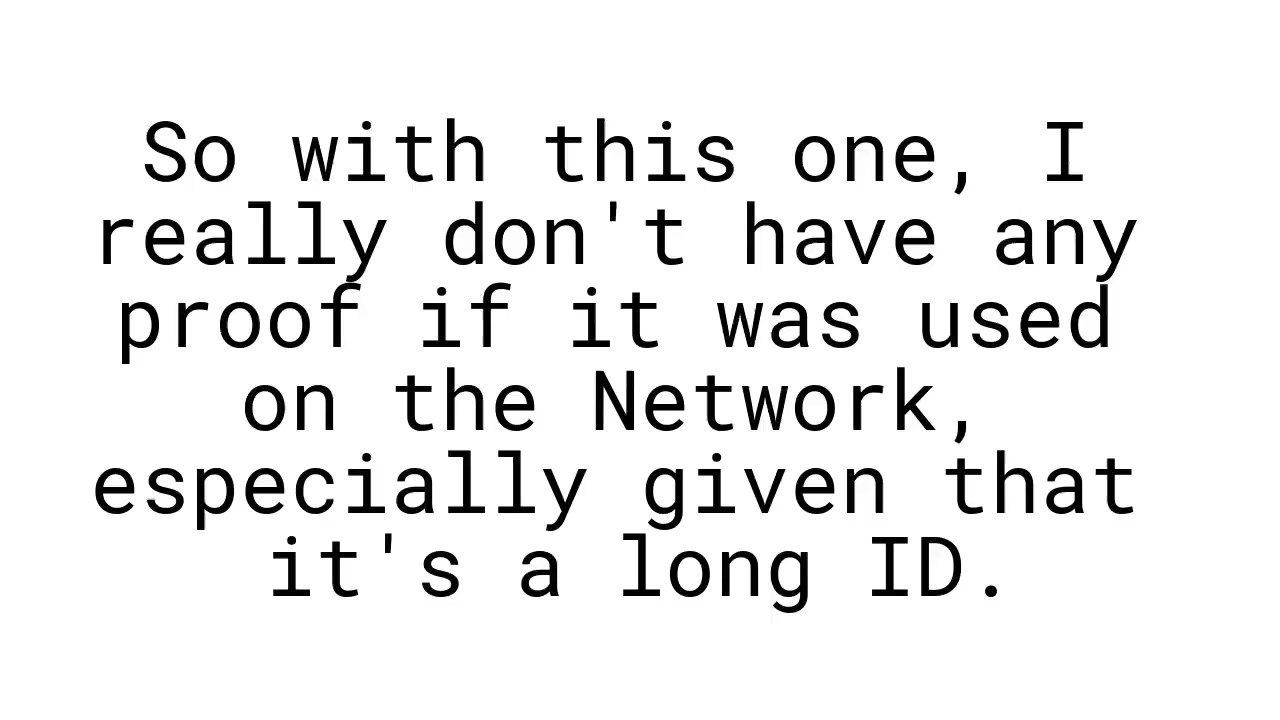 So with this one, I
really don't have any
proof if it was used
on the Network,
especially given that
it's a long ID.